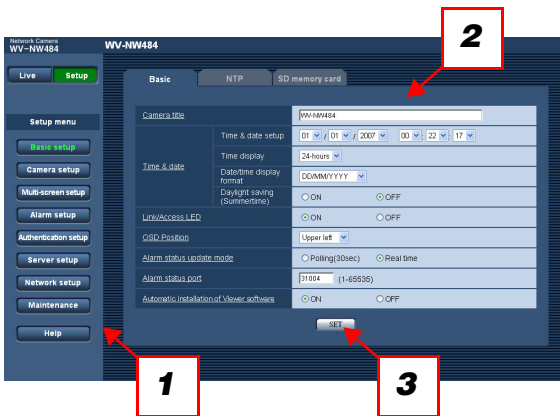 Network Camera
WV-NW484
WV-NW484
2
Live Setup
Basic NTP SD memory card
Setup menu
Basic setup
Camera setup
Multi-screen setup
Alarm setup
Authentication setup
Server setup
Network setup
Maintenance
Help
Camera title WV-NW484
Time & date
Time & date setup 01 / 01 / 2007 00 : 22 : 17
Time display 24-hours
Date/time display format DD/MM/YYYY
Daylight saving (Summertime) ON OFF
Link/Access LED ON OFF
OSD Position Upper left
Alarm status update mode Polling(30sec) Real time
Alarm status port 31004 (1-65535)
Automatic installation of Viewer software ON OFF
SET
1
3